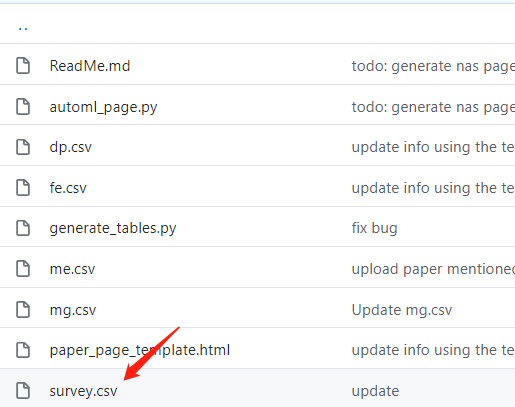 ..
ReadMe.md todo: generate nas page
automl_page.py todo: generate nas page
dp.csv update info using the te
fe.csv update info using the te
generate_tables.py fix bug
me.csv upload paper mentioned
mg.csv Update mg.csv
paper_page_template.html update info using the te
survey.csv update